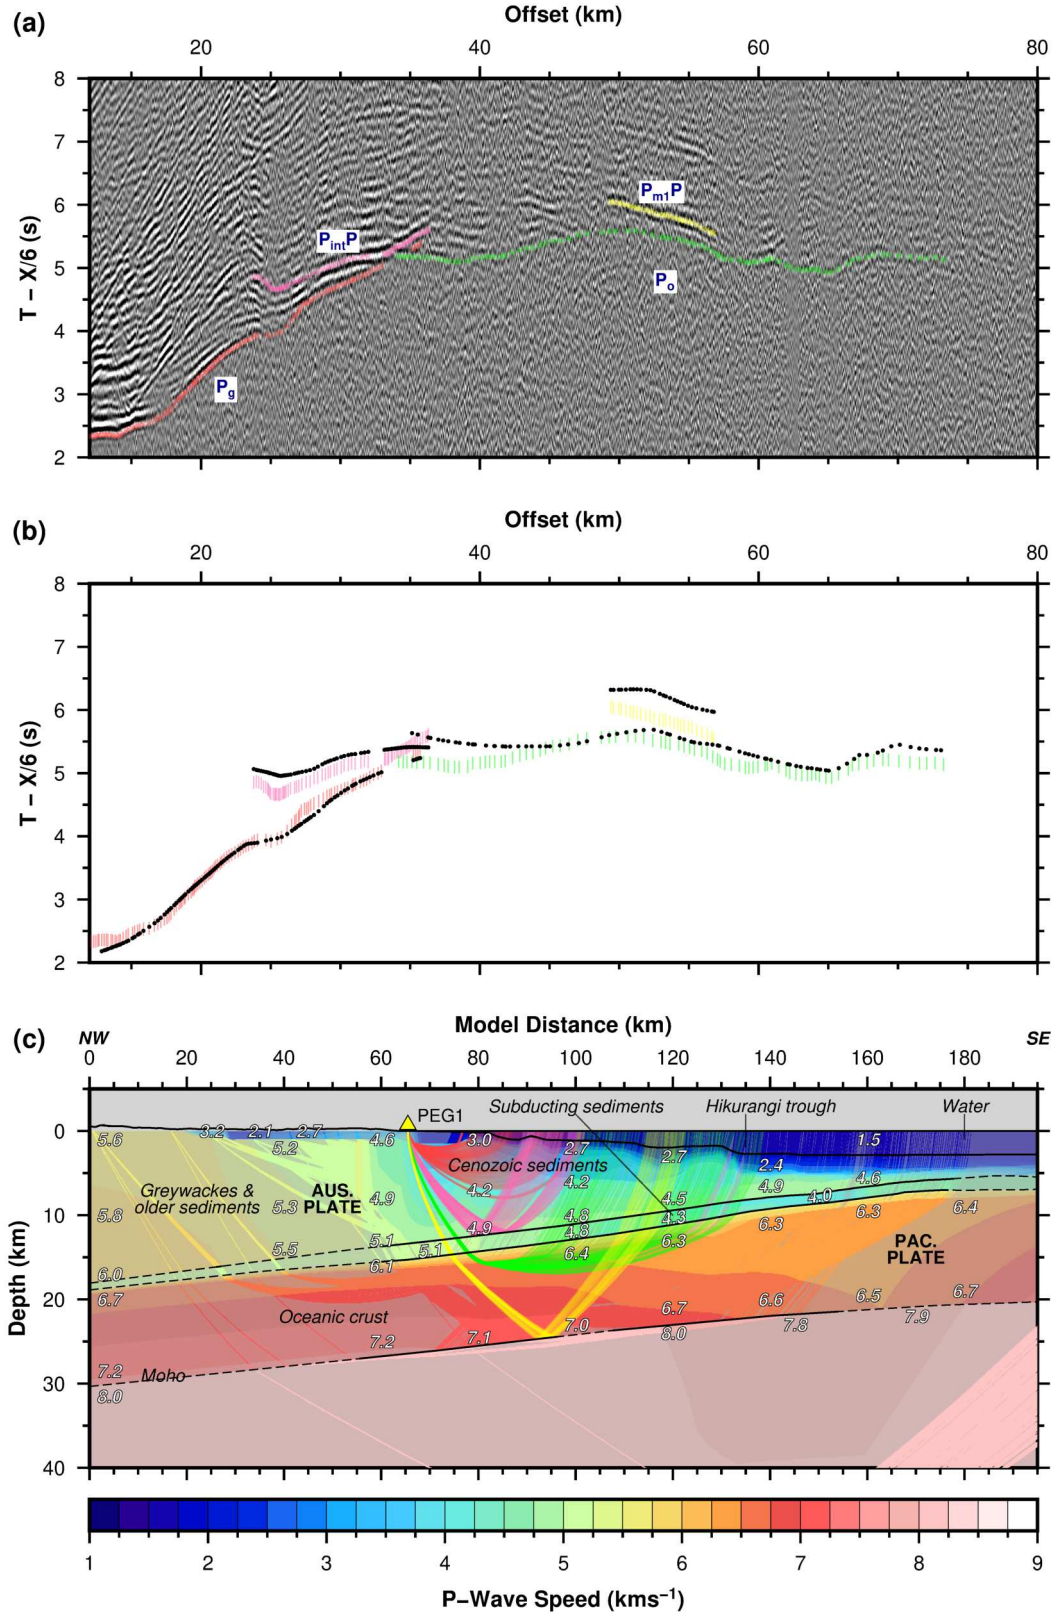 (a)
Offset (km)
20 40 60 80
8
7
6
5
4
3
2
T − X/6 (s)
Pm1P
PintP
Po
Pg
(b)
Offset (km)
20 40 60 80
8
7
6
5
4
3
2
T − X/6 (s)
(c)
Model Distance (km)
NW SE
0 20 40 60 80 100 120 140 160 180
PEG1 Subducting sediments Hikurangi trough Water
0
10
20
30
40
Depth (km)
5.6 3.2 2.1 2.7 4.6 3.0 1.5
5.2 2.7 2.7 2.4
Cenozoic sediments
4.2 4.2 4.9 4.6
Greywacke & older sediments
5.3 AUS. PLATE 4.9 4.5 4.0
5.8 4.9 4.8 4.3 6.3 6.3 6.4
5.5 5.1 5.1 4.8
6.0 6.1 6.4 6.3 PAC. PLATE
6.7 6.7 6.6 6.5 6.7
Oceanic crust 7.0 8.0 7.8 7.9
7.2 7.1
7.2 Moho
8.0
1 2 3 4 5 6 7 8 9
P−Wave Speed (kms−1)